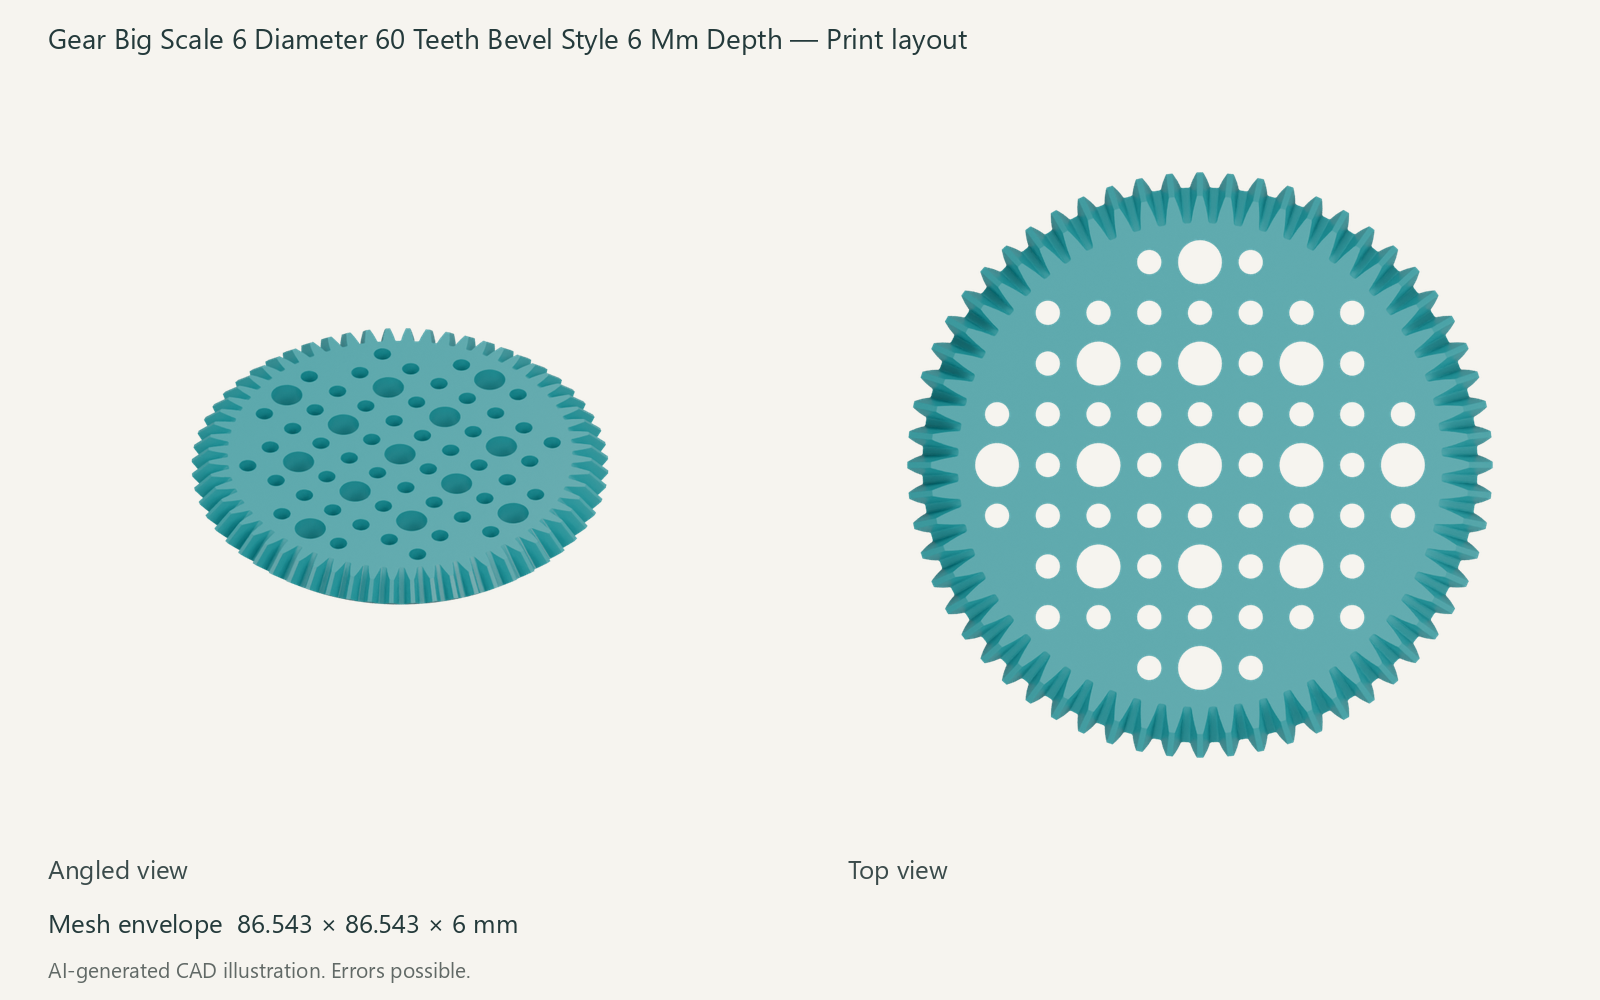 Gear Big Scale 6 Diameter 60 Teeth Bevel Style 6 Mm Depth — Print layout
Angled view
Top view
Mesh envelope 86.543 × 86.543 × 6 mm
AI-generated CAD illustration. Errors possible.